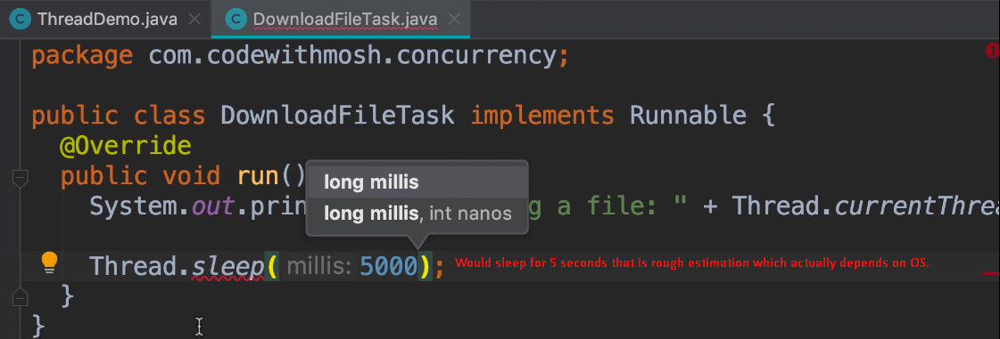 ThreadDemo.java DownloadFileTask.java
package com.codewithmosh.concurrency;
public class DownloadFileTask implements Runnable {
@Override
public void run()
long millis
System.out.prin g a file: " + Thread.currentThrea
long millis, int nanos
Thread.sleep( millis: 5000); Would sleep for 5 seconds that is rough estimation which actually depends on OS.
}
}